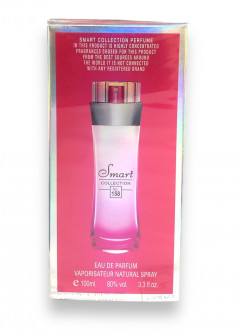 SMART COLLECTION PERFUME
IN THIS PRODUCT IS HIGHLY CONCENTRATED
FRAGRANCES CHOSEN FOR THIS PRODUCT
FROM THE BEST SOURCES AROUND
THE WORLD IT IS NOT CONNECTED
WITH ANY REGISTERED BRAND
Smart
COLLECTION
NO.
158
EAU DE PARFUM
VAPORISATEUR NATURAL SPRAY
e 100ml 80% vol. 3.3 fl.oz.